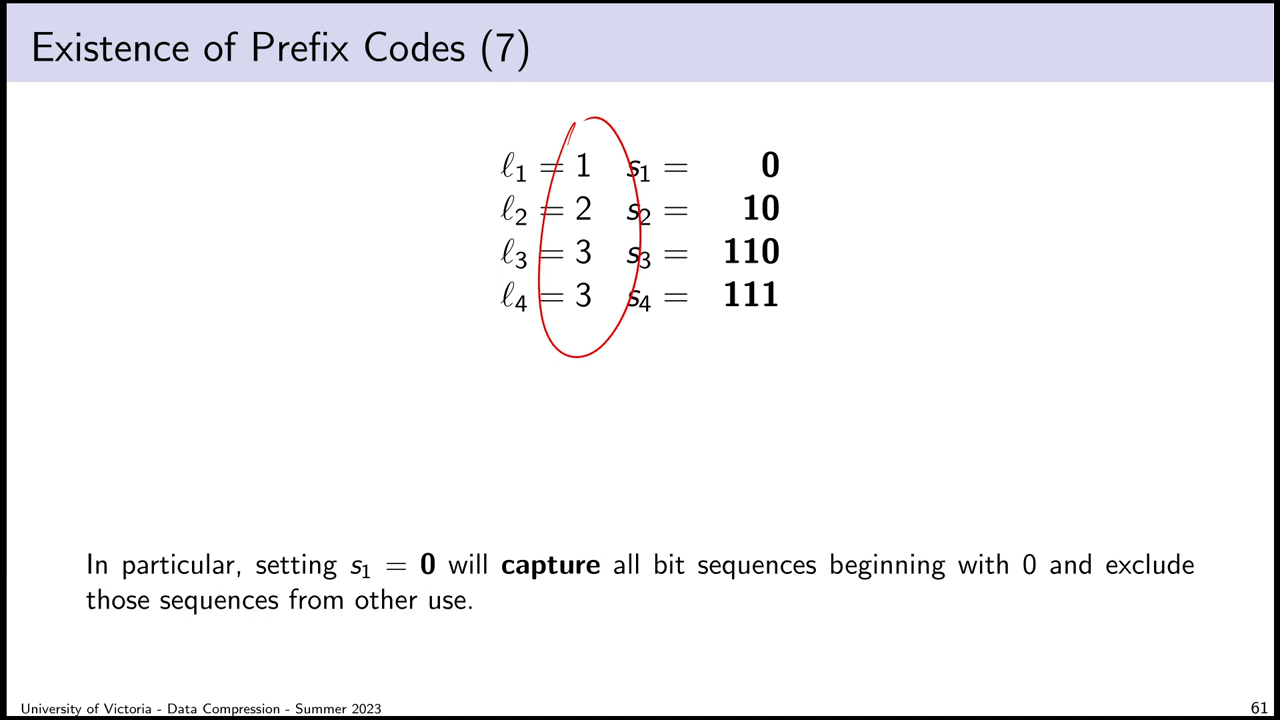 Existence of Prefix Codes (7)
ℓ₁ = 1 s₁ = 0
ℓ₂ = 2 s₂ = 10
ℓ₃ = 3 s₃ = 110
ℓ₄ = 3 s₄ = 111
In particular, setting s₁ = 0 will capture all bit sequences beginning with 0 and exclude
those sequences from other use.
University of Victoria - Data Compression - Summer 2023 61